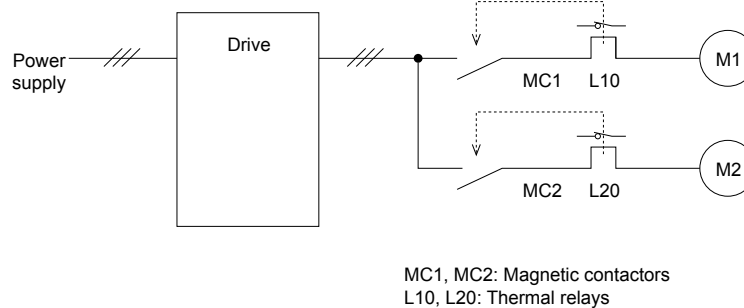 Power
supply
Drive
MC1
L10
M1
MC2
L20
M2
MC1, MC2: Magnetic contactors
L10, L20: Thermal relays